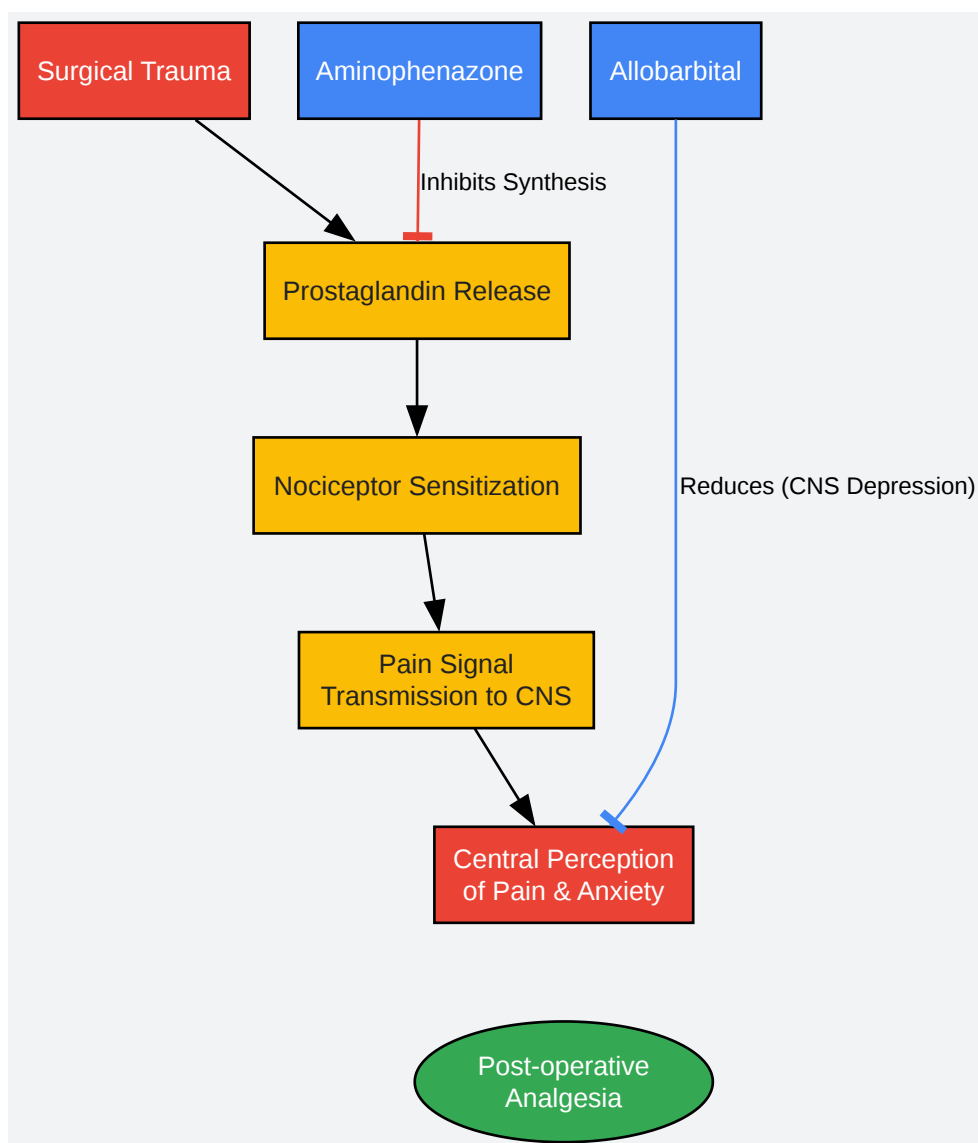 Surgical Trauma
Aminophenazone
Allobarbital
Inhibits Synthesis
Prostaglandin Release
Nociceptor Sensitization
Reduces (CNS Depression)
Pain Signal
Transmission to CNS
Central Perception
of Pain & Anxiety
Post-operative
Analgesia